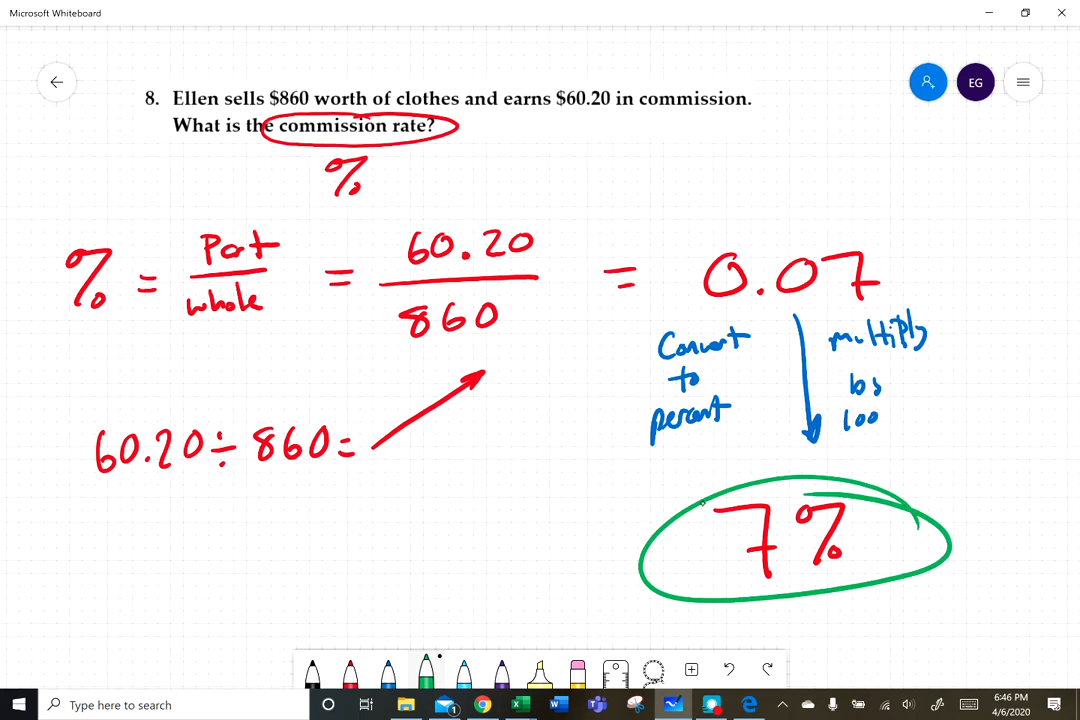 Microsoft Whiteboard
EG
8. Ellen sells $860 worth of clothes and earns $60.20 in commission.
What is the commission rate?
%
% = Part / whole = 60.20 / 860 = 0.07
Convert to percent
multiply by 100
60.20 ÷ 860 =
7%
Type here to search
1
6:46 PM
4/6/2020